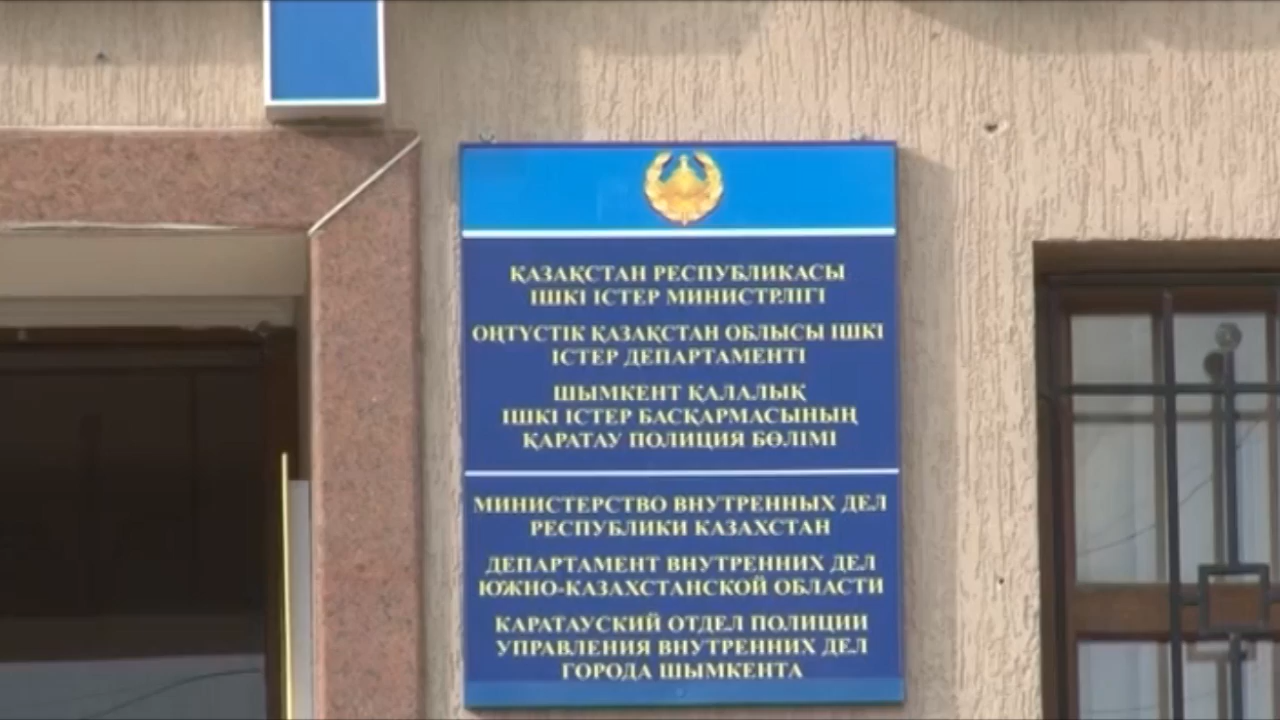 ҚАЗАҚСТАН РЕСПУБЛИКАСЫ
ІШКІ ІСТЕР МИНИСТРЛІГІ
ОҢТҮСТІК ҚАЗАҚСТАН ОБЛЫСЫ ІШКІ
ІСТЕР ДЕПАРТАМЕНТІ
ШЫМКЕНТ ҚАЛАЛЫҚ
ІШКІ ІСТЕР БАСҚАРМАСЫНЫҢ
ҚАРАТАУ ПОЛИЦИЯ БӨЛІМІ
МИНИСТЕРСТВО ВНУТРЕННЫХ ДЕЛ
РЕСПУБЛИКИ КАЗАХСТАН
ДЕПАРТАМЕНТ ВНУТРЕННИХ ДЕЛ
ЮЖНО-КАЗАХСТАНСКОЙ ОБЛАСТИ
КАРАТАУСКИЙ ОТДЕЛ ПОЛИЦИИ
УПРАВЛЕНИЯ ВНУТРЕННИХ ДЕЛ
ГОРОДА ШЫМКЕНТА